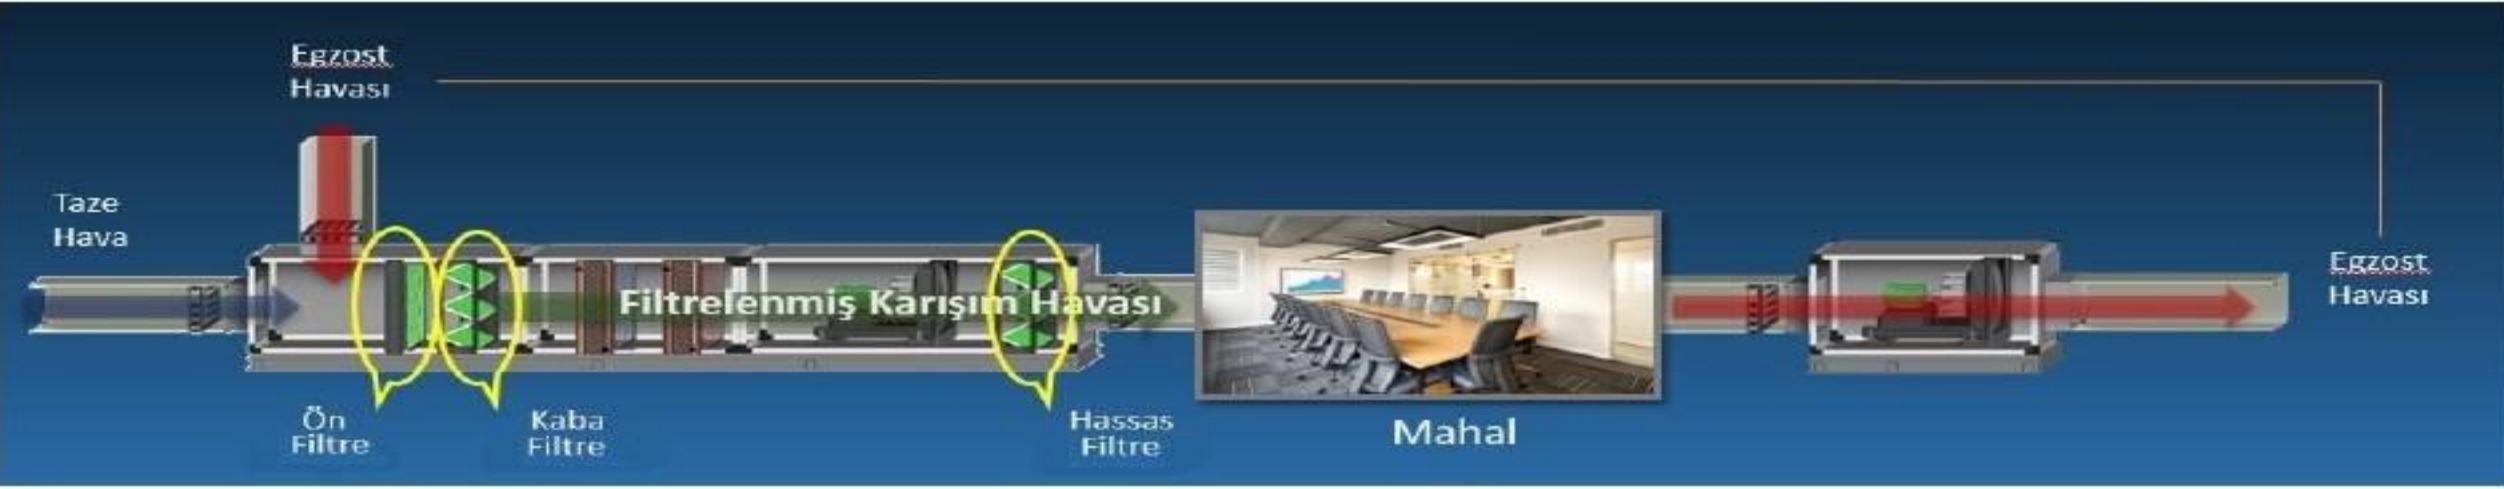 Egzost
Havası
Taze
Hava
Filtrelenmiş Karışım Havası
Egzost
Havası
Ön
Filtre
Kaba
Filtre
Hassas
Filtre
Mahal